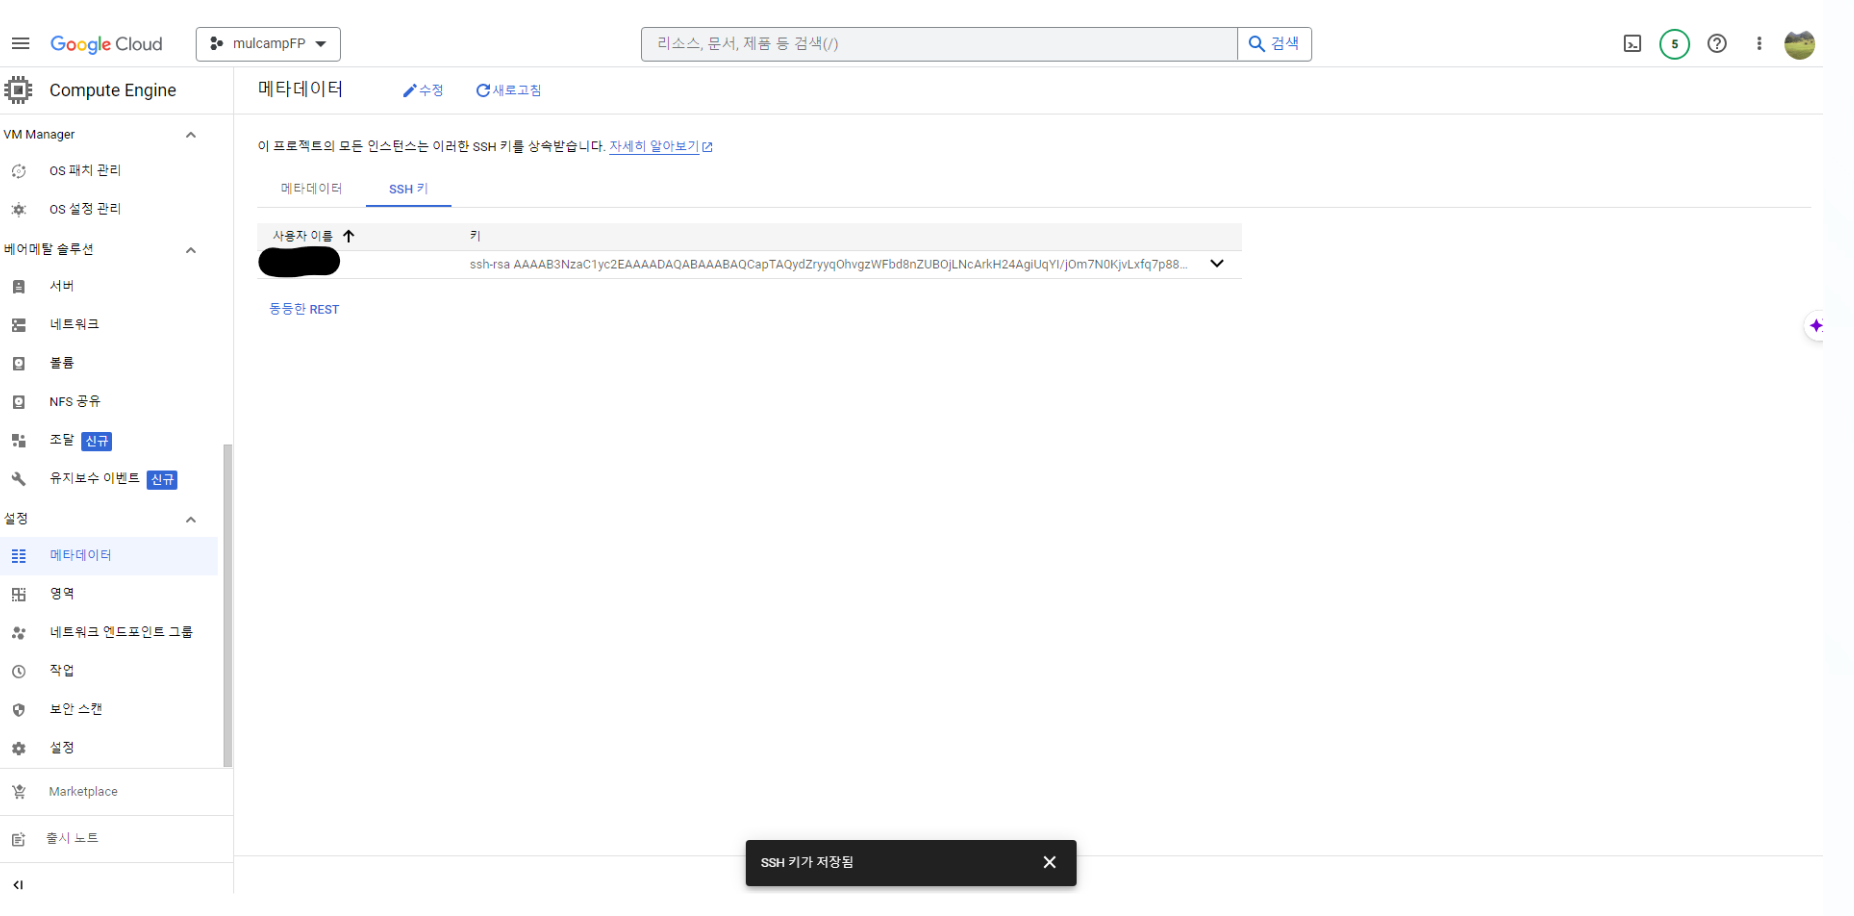 Google Cloud
mulcampFP
리소스, 문서, 제품 등 검색(/)
검색
5
Compute Engine
메타데이터
수정
새로고침
VM Manager
OS 패치 관리
OS 설정 관리
베어메탈 솔루션
서버
네트워크
볼륨
NFS 공유
조달 신규
유지보수 이벤트 신규
설정
메타데이터
영역
네트워크 엔드포인트 그룹
작업
보안 스캔
설정
Marketplace
출시 노트
이 프로젝트의 모든 인스턴스는 이러한 SSH 키를 상속받습니다. 자세히 알아보기
메타데이터
SSH 키
사용자 이름
키
ssh-rsa AAAAB3NzaC1yc2EAAAADAQABAAABAQCapTAQydZryyqOhvgzWFbd8nZUBOjLNcArkH24AgiUqYI/jOm7N0KjvLxfq7p88...
동등한 REST
SSH 키가 저장됨